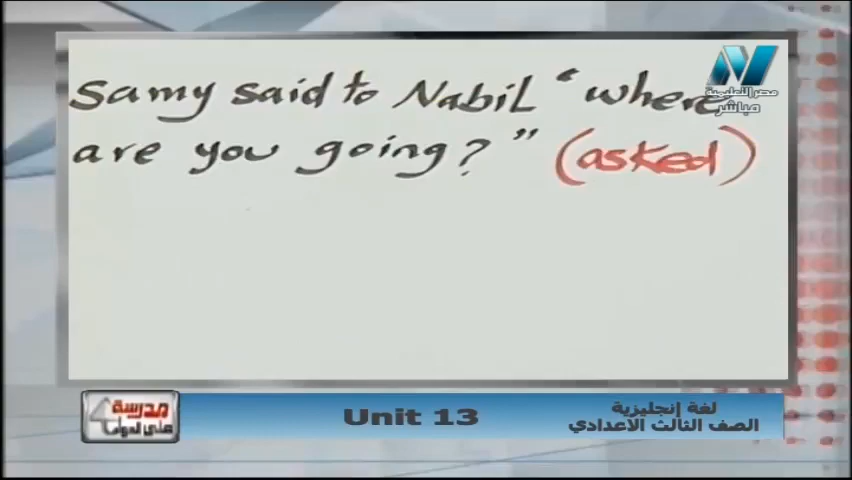 Samy said to Nabil "where
are you going?" (asked)
مصر التعليمية
مباشر
مدرسة
على الهواء
Unit 13
لغة إنجليزية
الصف الثالث الاعدادي